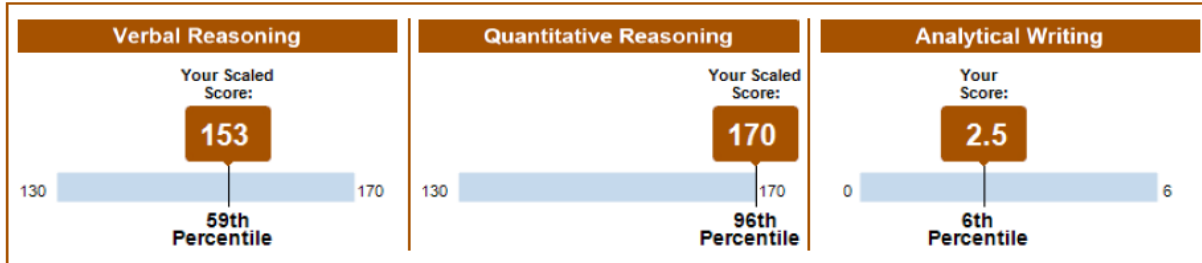 Verbal Reasoning
Your Scaled
Score:
153
130
170
59th
Percentile
Quantitative Reasoning
Your Scaled
Score:
170
130
170
96th
Percentile
Analytical Writing
Your
Score:
2.5
0
6
6th
Percentile